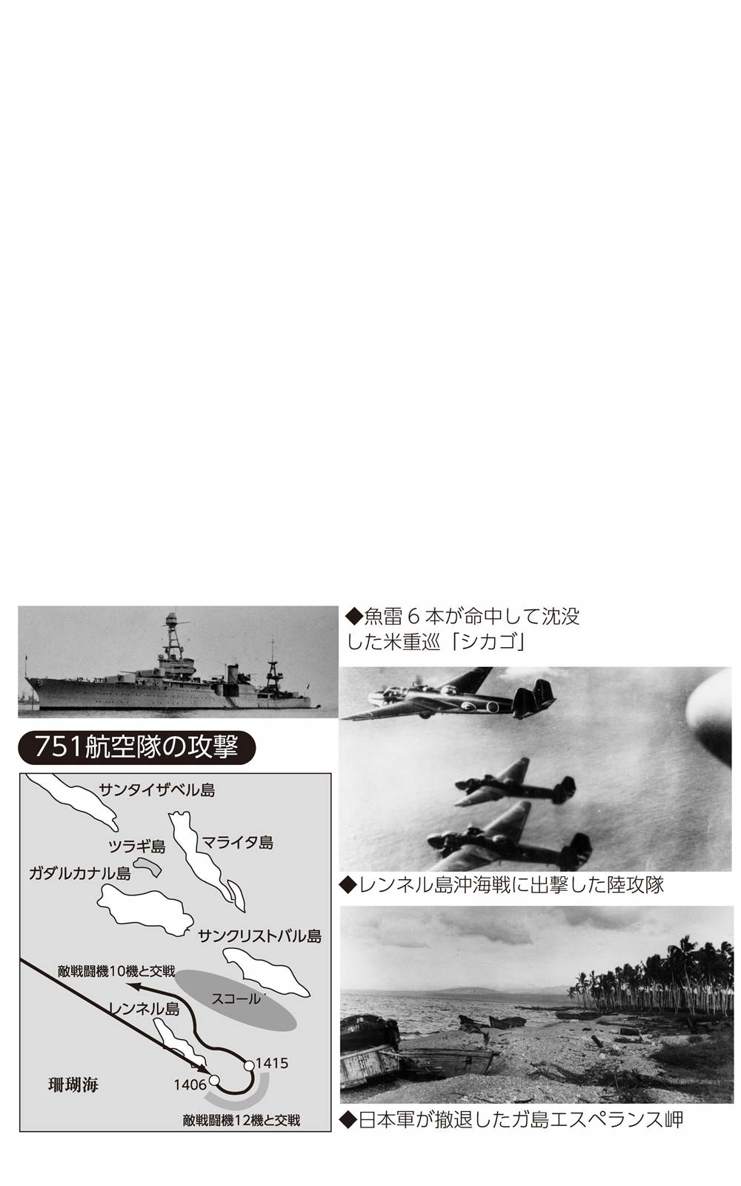 ◆魚雷6本が命中して沈没
した米重巡「シカゴ」
751航空隊の攻撃
サンタイザベル島
ツラギ島
マライタ島
ガダルカナル島
サンクリストバル島
敵戦闘機10機と交戦
スコール
レンネル島
1415
1406
珊瑚海
敵戦闘機12機と交戦
◆レンネル島沖海戦に出撃した陸攻隊
◆日本軍が撤退したガ島エスペランス岬